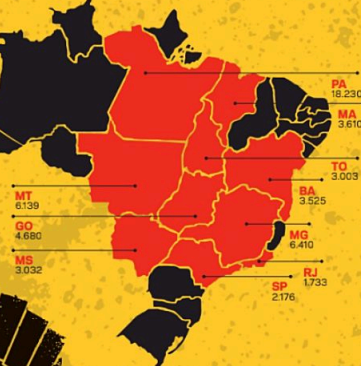 PA
18.230
MA
3.610
TO
3.003
MT
6.139
BA
3.525
GO
4.680
MG
6.410
MS
3.032
RJ
1.733
SP
2.176